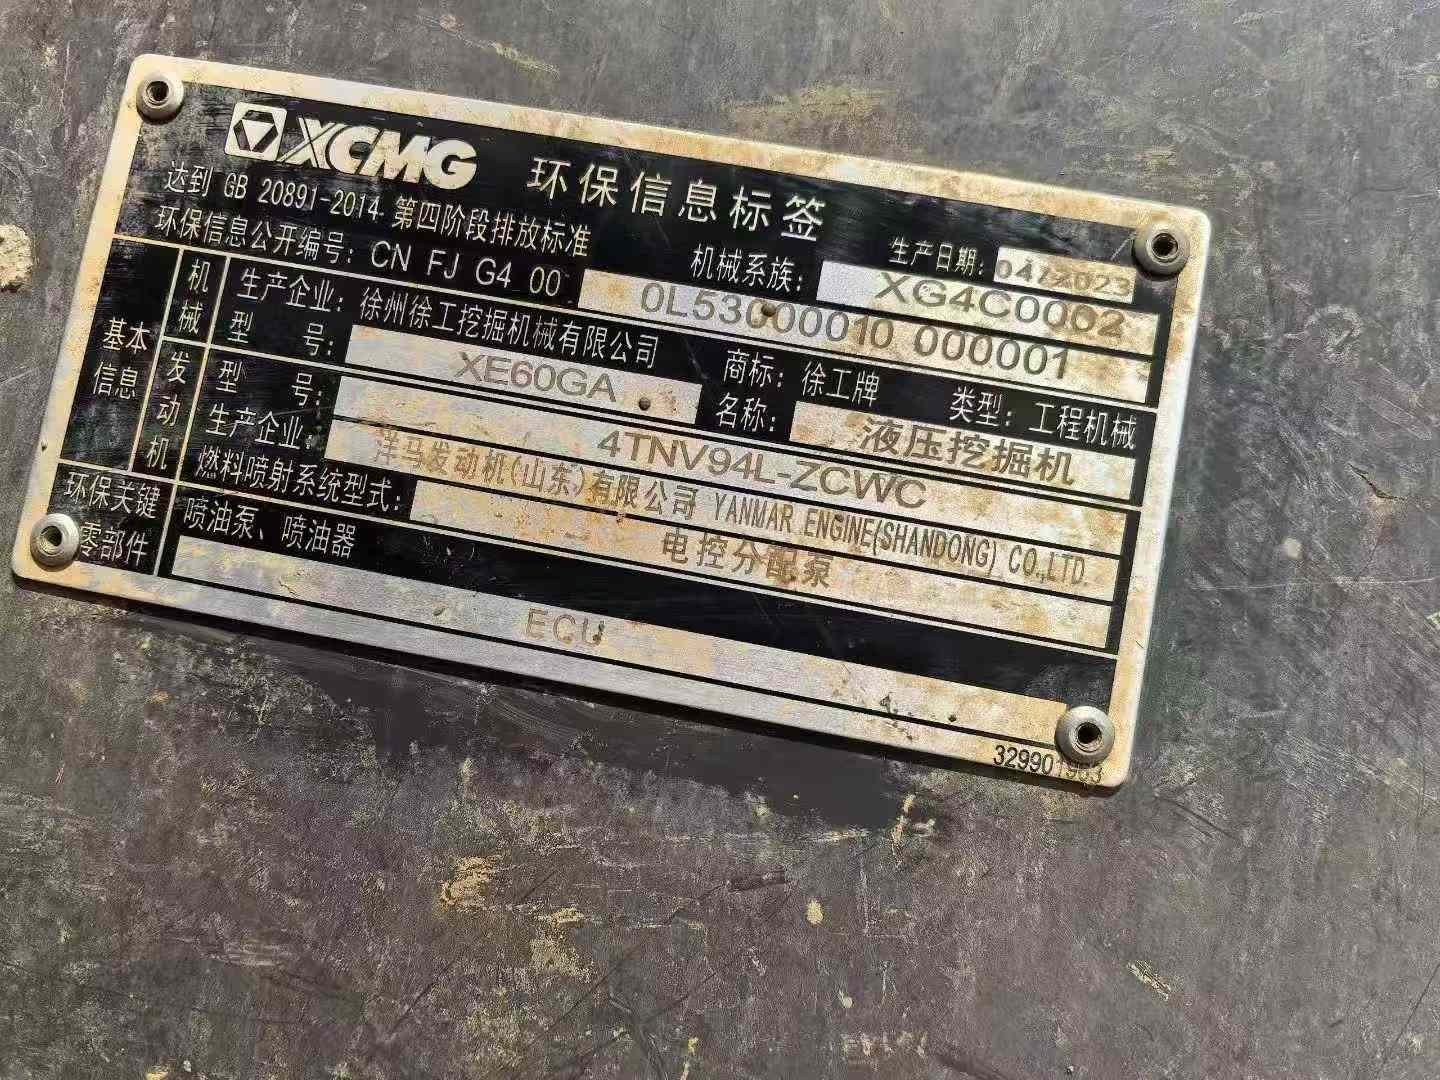 XCMG 环保信息标签
达到 GB 20891-2014 第四阶段排放标准 生产日期: 04/2023
机械系族: XG4C0002
环保信息公开编号: CN FJ G4 00 0L53000010 000001
基本信息
机械
生产企业: 徐州徐工挖掘机械有限公司 商标: 徐工牌 类型: 工程机械
型 号: XE60GA 名称: 液压挖掘机
发动机
型 号: 4TNV94L-ZCWC
生产企业: 洋马发动机(山东)有限公司 YANMAR ENGINE(SHANDONG) CO.,LTD.
燃料喷射系统型式: 电控分配泵
环保关键零部件
喷油泵、喷油器
ECU